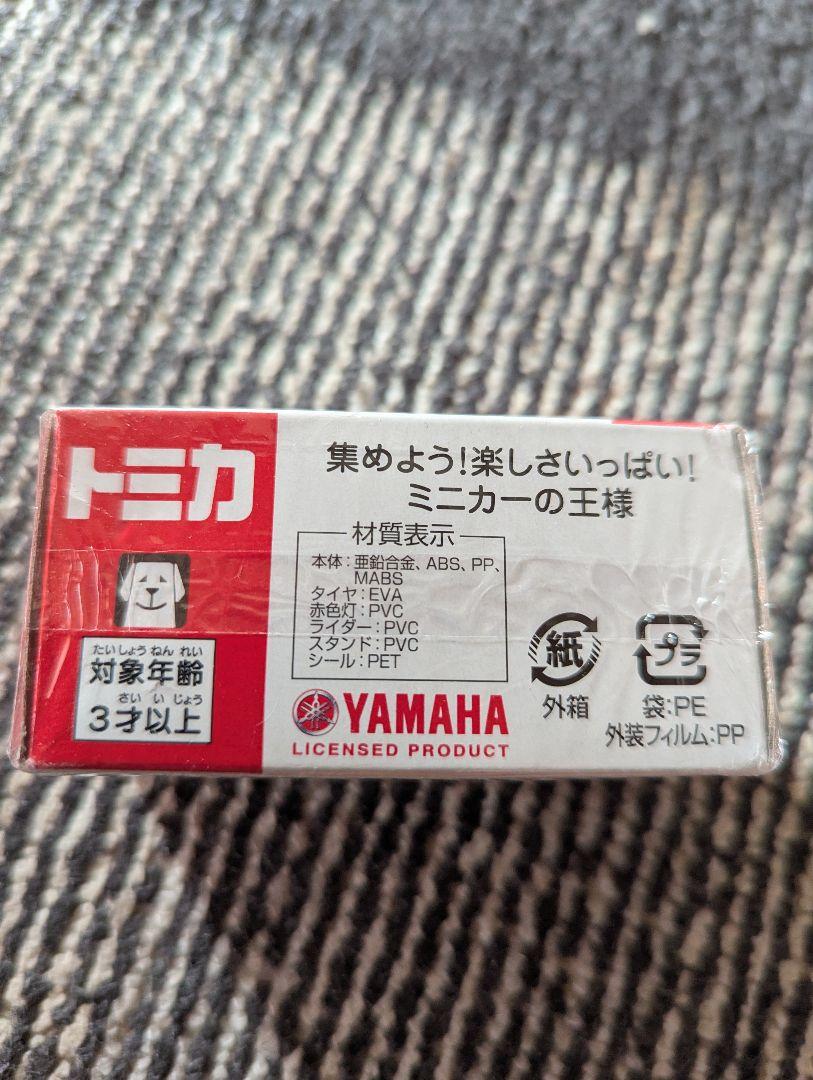 トミカ
たいしょうねんれい
対象年齢
さいいじょう
3才以上
集めよう!楽しさいっぱい!
ミニカーの王様
材質表示
本体:亜鉛合金、ABS、PP、
MABS
タイヤ:EVA
赤色灯:PVC
ライダー:PVC
スタンド:PVC
シール:PET
YAMAHA
LICENSED PRODUCT
紙
外箱
プラ
袋:PE
外装フィルム:PP